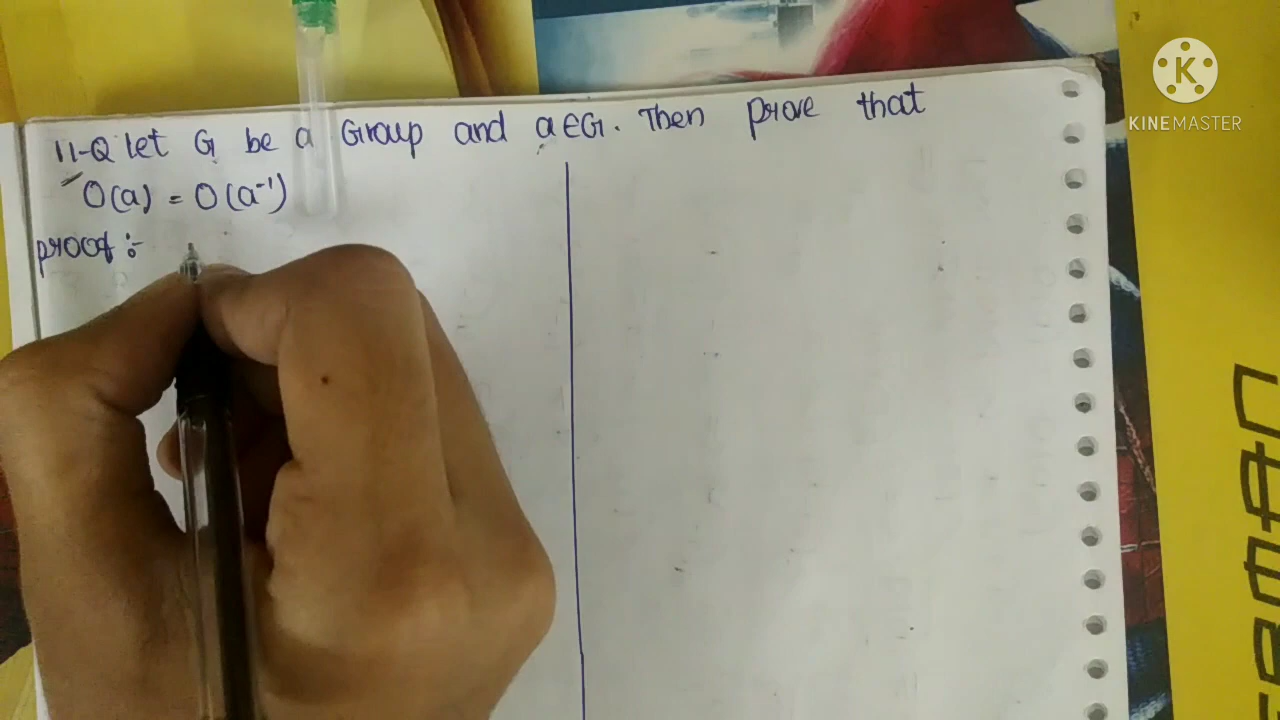 11-Q let G be a Group and a∈G. Then prove that
O(a) = O(a⁻¹)
proof :-
K
KINEMASTER